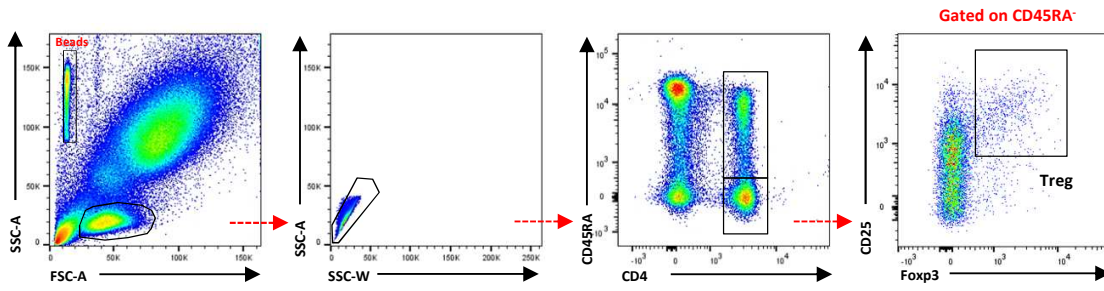 Gated on CD45RA⁻
Beads
SSC-A
150K
100K
50K
0
0
50K
100K
150K
FSC-A
SSC-A
150K
100K
50K
0
0
50K
100K
150K
200K
250K
SSC-W
CD45RA
10⁵
10⁴
10³
0
-10³
-10³
0
10³
10⁴
CD4
CD25
10⁴
10³
0
Treg
-10³
0
10³
10⁴
Foxp3